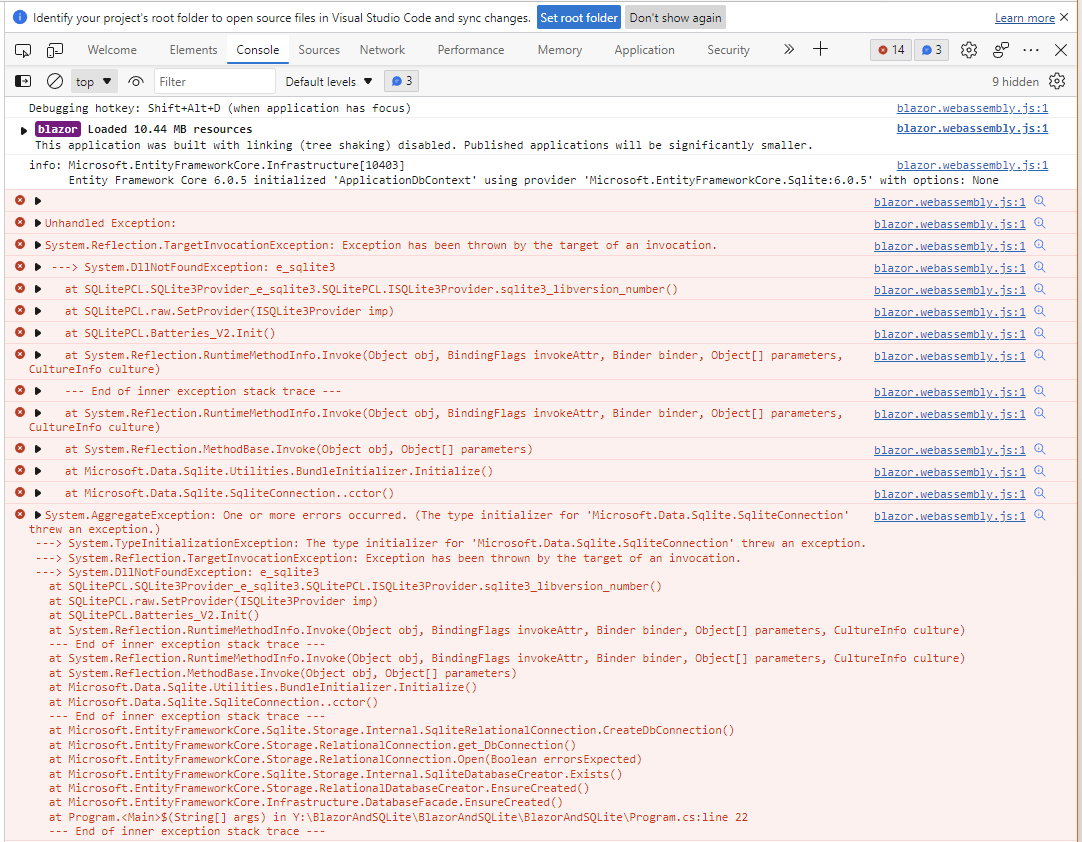 Identify your project's root folder to open source files in Visual Studio Code and sync changes. Set root folder Don't show again Learn more
Welcome Elements Console Sources Network Performance Memory Application Security 14 3
top Filter Default levels 3 9 hidden
Debugging hotkey: Shift+Alt+D (when application has focus) blazor.webassembly.js:1
blazor Loaded 10.44 MB resources blazor.webassembly.js:1
This application was built with linking (tree shaking) disabled. Published applications will be significantly smaller.
info: Microsoft.EntityFrameworkCore.Infrastructure[10403] blazor.webassembly.js:1
Entity Framework Core 6.0.5 initialized 'ApplicationDbContext' using provider 'Microsoft.EntityFrameworkCore.Sqlite:6.0.5' with options: None
blazor.webassembly.js:1
Unhandled Exception: blazor.webassembly.js:1
System.Reflection.TargetInvocationException: Exception has been thrown by the target of an invocation. blazor.webassembly.js:1
---> System.DllNotFoundException: e_sqlite3 blazor.webassembly.js:1
at SQLitePCL.SQLite3Provider_e_sqlite3.SQLitePCL.ISQLite3Provider.sqlite3_libversion_number() blazor.webassembly.js:1
at SQLitePCL.raw.SetProvider(ISQLite3Provider imp) blazor.webassembly.js:1
at SQLitePCL.Batteries_V2.Init() blazor.webassembly.js:1
at System.Reflection.RuntimeMethodInfo.Invoke(Object obj, BindingFlags invokeAttr, Binder binder, Object[] parameters, blazor.webassembly.js:1
CultureInfo culture)
--- End of inner exception stack trace --- blazor.webassembly.js:1
at System.Reflection.RuntimeMethodInfo.Invoke(Object obj, BindingFlags invokeAttr, Binder binder, Object[] parameters, blazor.webassembly.js:1
CultureInfo culture)
at System.Reflection.MethodBase.Invoke(Object obj, Object[] parameters) blazor.webassembly.js:1
at Microsoft.Data.Sqlite.Utilities.BundleInitializer.Initialize() blazor.webassembly.js:1
at Microsoft.Data.Sqlite.SqliteConnection..cctor() blazor.webassembly.js:1
System.AggregateException: One or more errors occurred. (The type initializer for 'Microsoft.Data.Sqlite.SqliteConnection' blazor.webassembly.js:1
threw an exception.)
---> System.TypeInitializationException: The type initializer for 'Microsoft.Data.Sqlite.SqliteConnection' threw an exception.
---> System.Reflection.TargetInvocationException: Exception has been thrown by the target of an invocation.
---> System.DllNotFoundException: e_sqlite3
at SQLitePCL.SQLite3Provider_e_sqlite3.SQLitePCL.ISQLite3Provider.sqlite3_libversion_number()
at SQLitePCL.raw.SetProvider(ISQLite3Provider imp)
at SQLitePCL.Batteries_V2.Init()
at System.Reflection.RuntimeMethodInfo.Invoke(Object obj, BindingFlags invokeAttr, Binder binder, Object[] parameters, CultureInfo culture)
--- End of inner exception stack trace ---
at System.Reflection.RuntimeMethodInfo.Invoke(Object obj, BindingFlags invokeAttr, Binder binder, Object[] parameters, CultureInfo culture)
at System.Reflection.MethodBase.Invoke(Object obj, Object[] parameters)
at Microsoft.Data.Sqlite.Utilities.BundleInitializer.Initialize()
at Microsoft.Data.Sqlite.SqliteConnection..cctor()
--- End of inner exception stack trace ---
at Microsoft.EntityFrameworkCore.Sqlite.Storage.Internal.SqliteRelationalConnection.CreateDbConnection()
at Microsoft.EntityFrameworkCore.Storage.RelationalConnection.get_DbConnection()
at Microsoft.EntityFrameworkCore.Storage.RelationalConnection.Open(Boolean errorsExpected)
at Microsoft.EntityFrameworkCore.Sqlite.Storage.Internal.SqliteDatabaseCreator.Exists()
at Microsoft.EntityFrameworkCore.Storage.RelationalDatabaseCreator.EnsureCreated()
at Microsoft.EntityFrameworkCore.Infrastructure.DatabaseFacade.EnsureCreated()
at Program.<Main>$(String[] args) in Y:\BlazorAndSQLite\BlazorAndSQLite\BlazorAndSQLite\Program.cs:line 22
--- End of inner exception stack trace ---